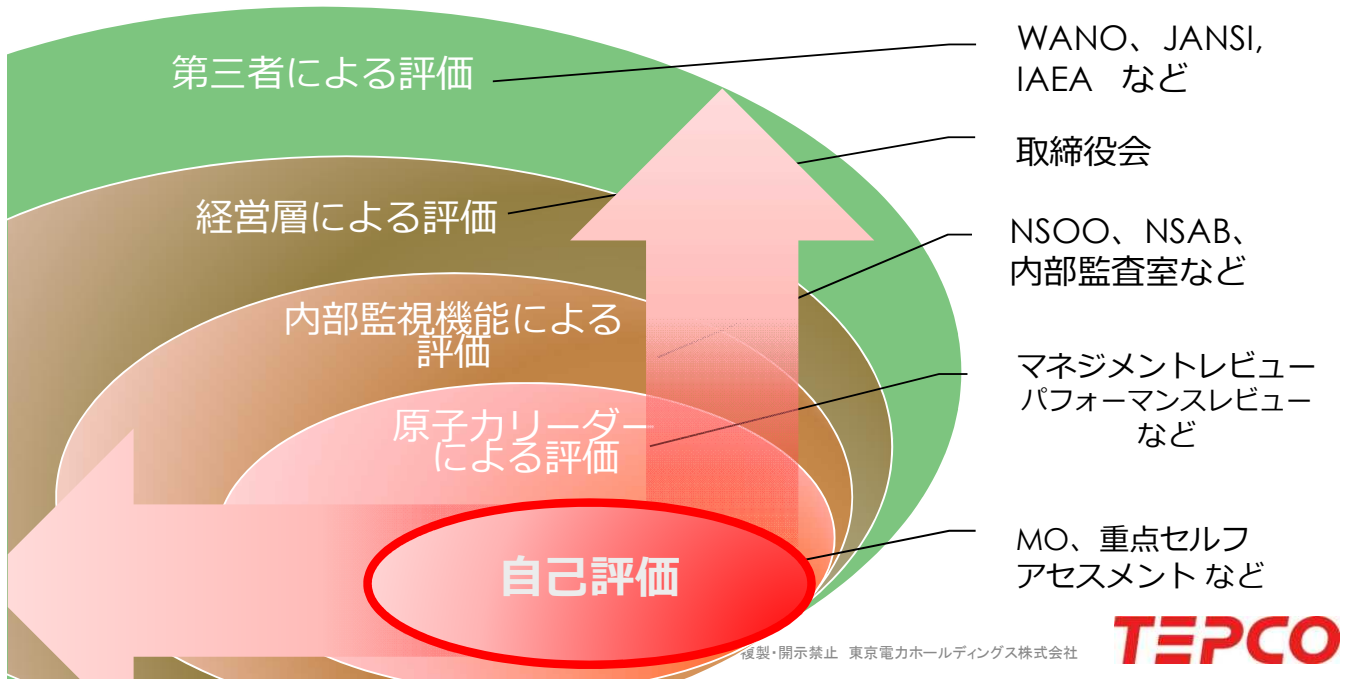 第三者による評価
WANO、JANSI,
IAEA など
取締役会
経営層による評価
NSOO、NSAB、
内部監査室など
内部監視機能による
評価
マネジメントレビュー
パフォーマンスレビュー
など
原子力リーダー
による評価
自己評価
MO、重点セルフ
アセスメント など
複製・開示禁止 東京電力ホールディングス株式会社
TEPCO